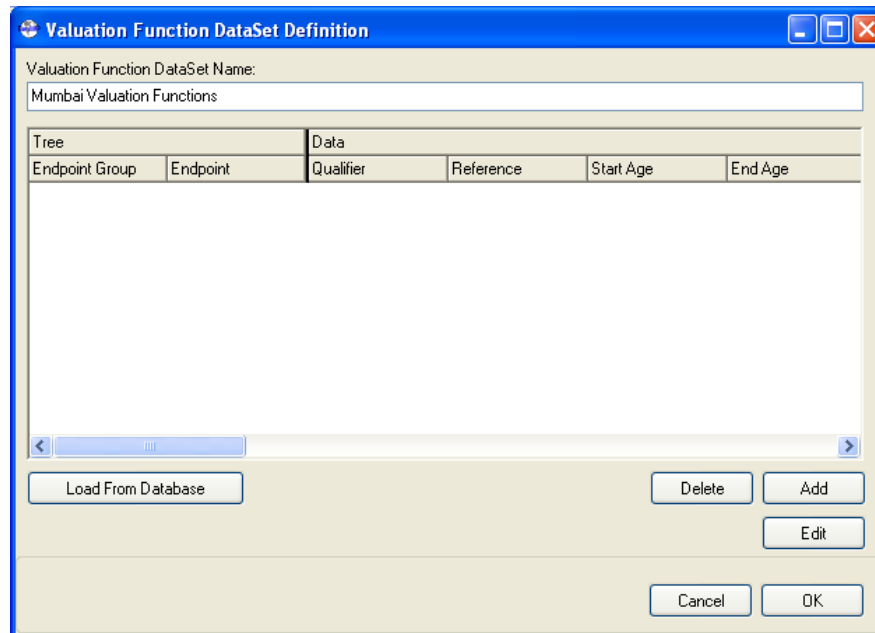 Valuation Function DataSet Definition
Valuation Function DataSet Name:
Mumbai Valuation Functions
Tree Data
Endpoint Group Endpoint Qualifier Reference Start Age End Age
Load From Database Delete Add
Edit
Cancel OK